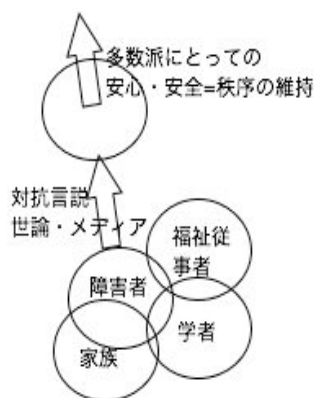 多数派にとっての
安心・安全=秩序の維持
対抗言説
世論・メディア
福祉従
事者
障害者
学者
家族